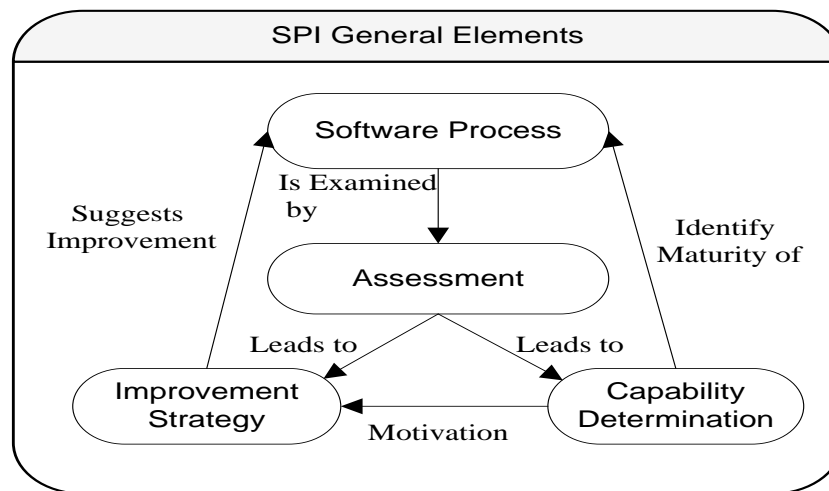 SPI General Elements
Software Process
Is Examined
by
Suggests
Improvement
Identify
Maturity of
Assessment
Leads to
Leads to
Improvement
Strategy
Capability
Determination
Motivation